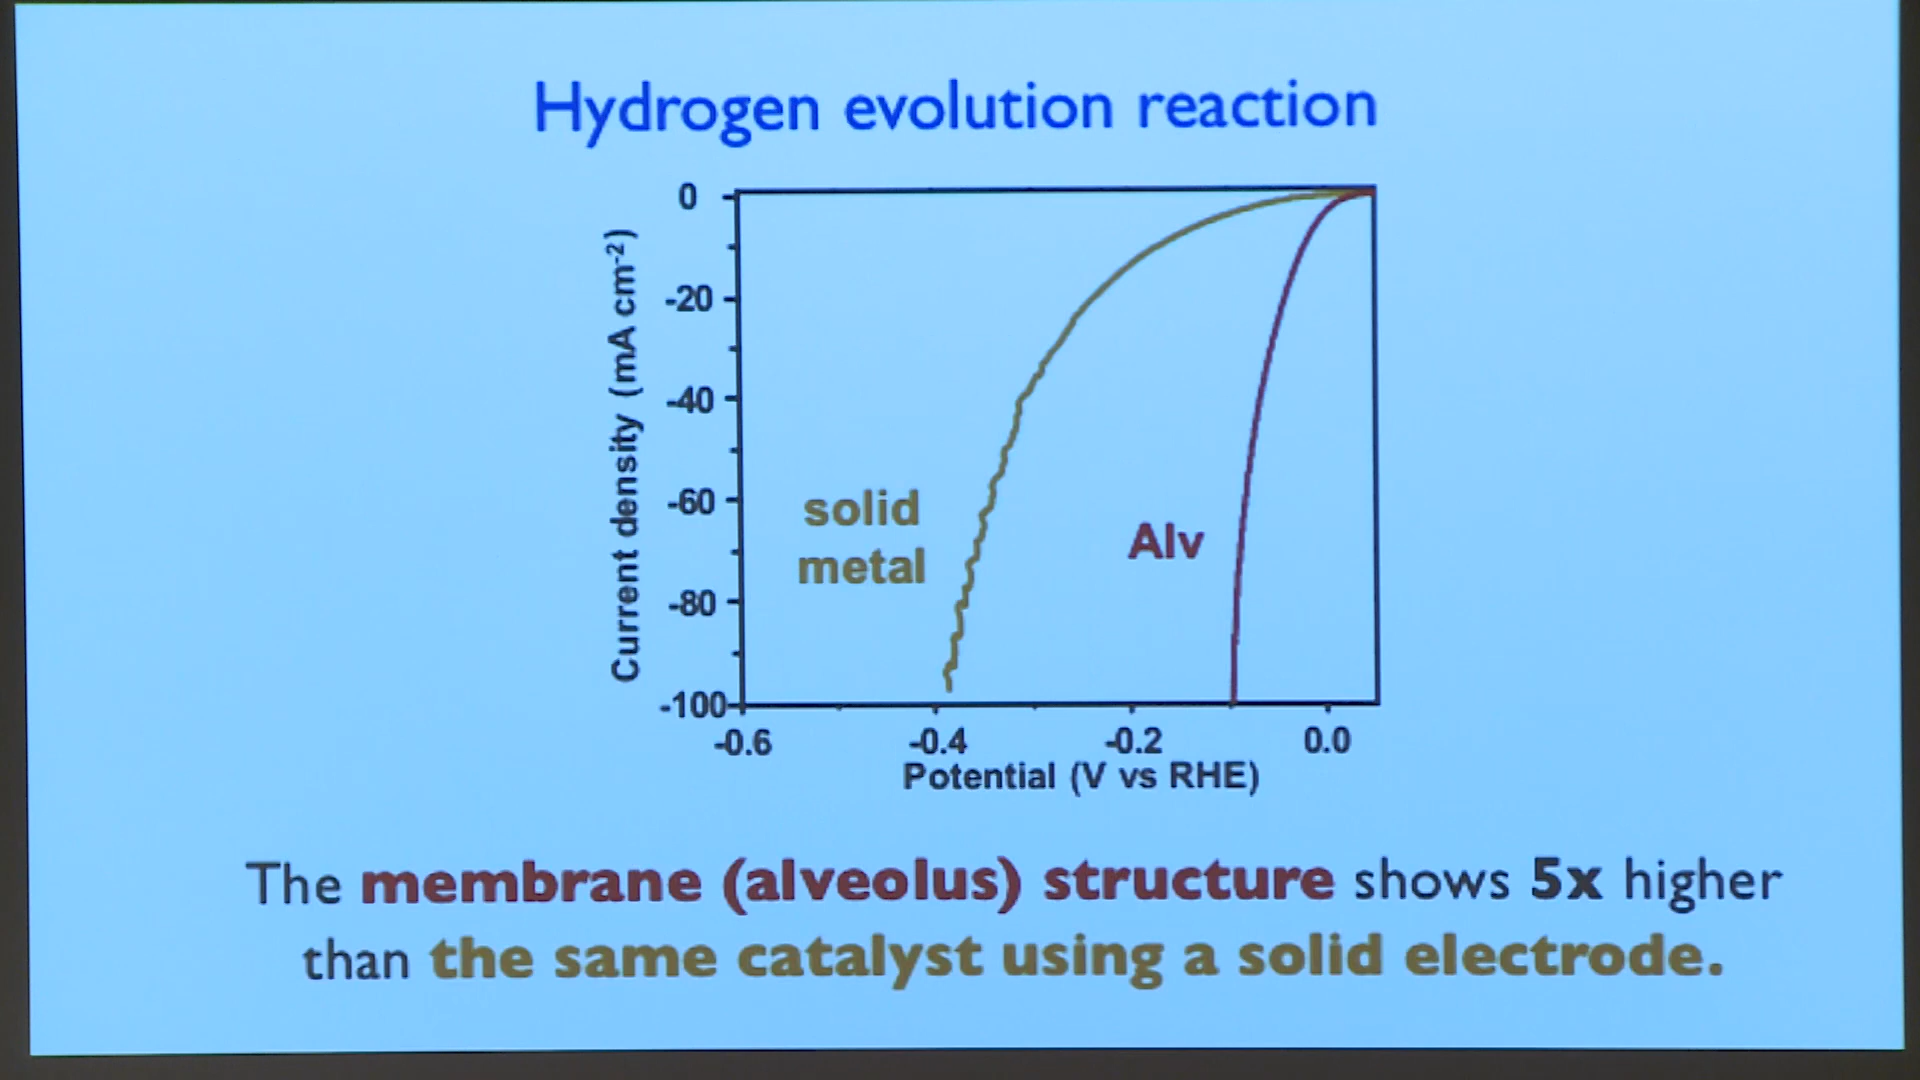 Hydrogen evolution reaction
0
-20
-40
-60
-80
-100
Current density (mA cm-2)
solid
metal
Alv
-0.6
-0.4
-0.2
0.0
Potential (V vs RHE)
The membrane (alveolus) structure shows 5x higher
than the same catalyst using a solid electrode.